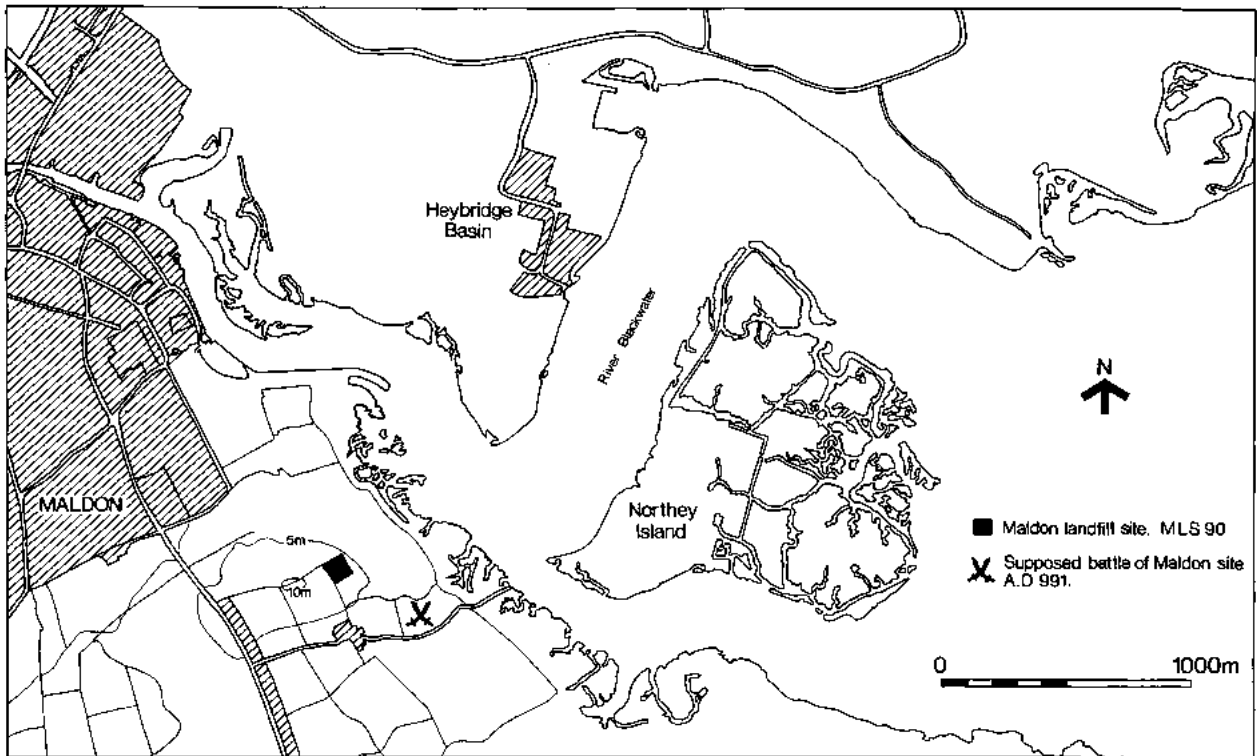 Heybridge
Basin
River Blackwater
N
MALDON
Northey
Island
5m
10m
Maldon landfill site. MLS 90
Supposed battle of Maldon site
A.D 991.
0 1000m